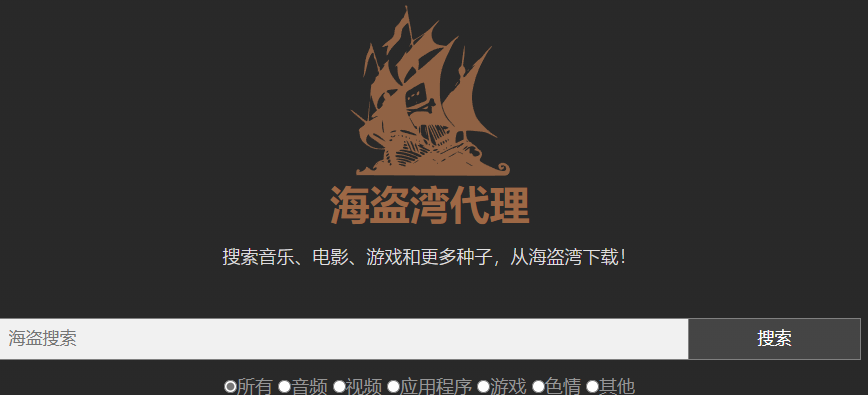 海盗湾代理
搜索音乐、电影、游戏和更多种子，从海盗湾下载！
海盗搜索 搜索
所有 音频 视频 应用程序 游戏 色情 其他